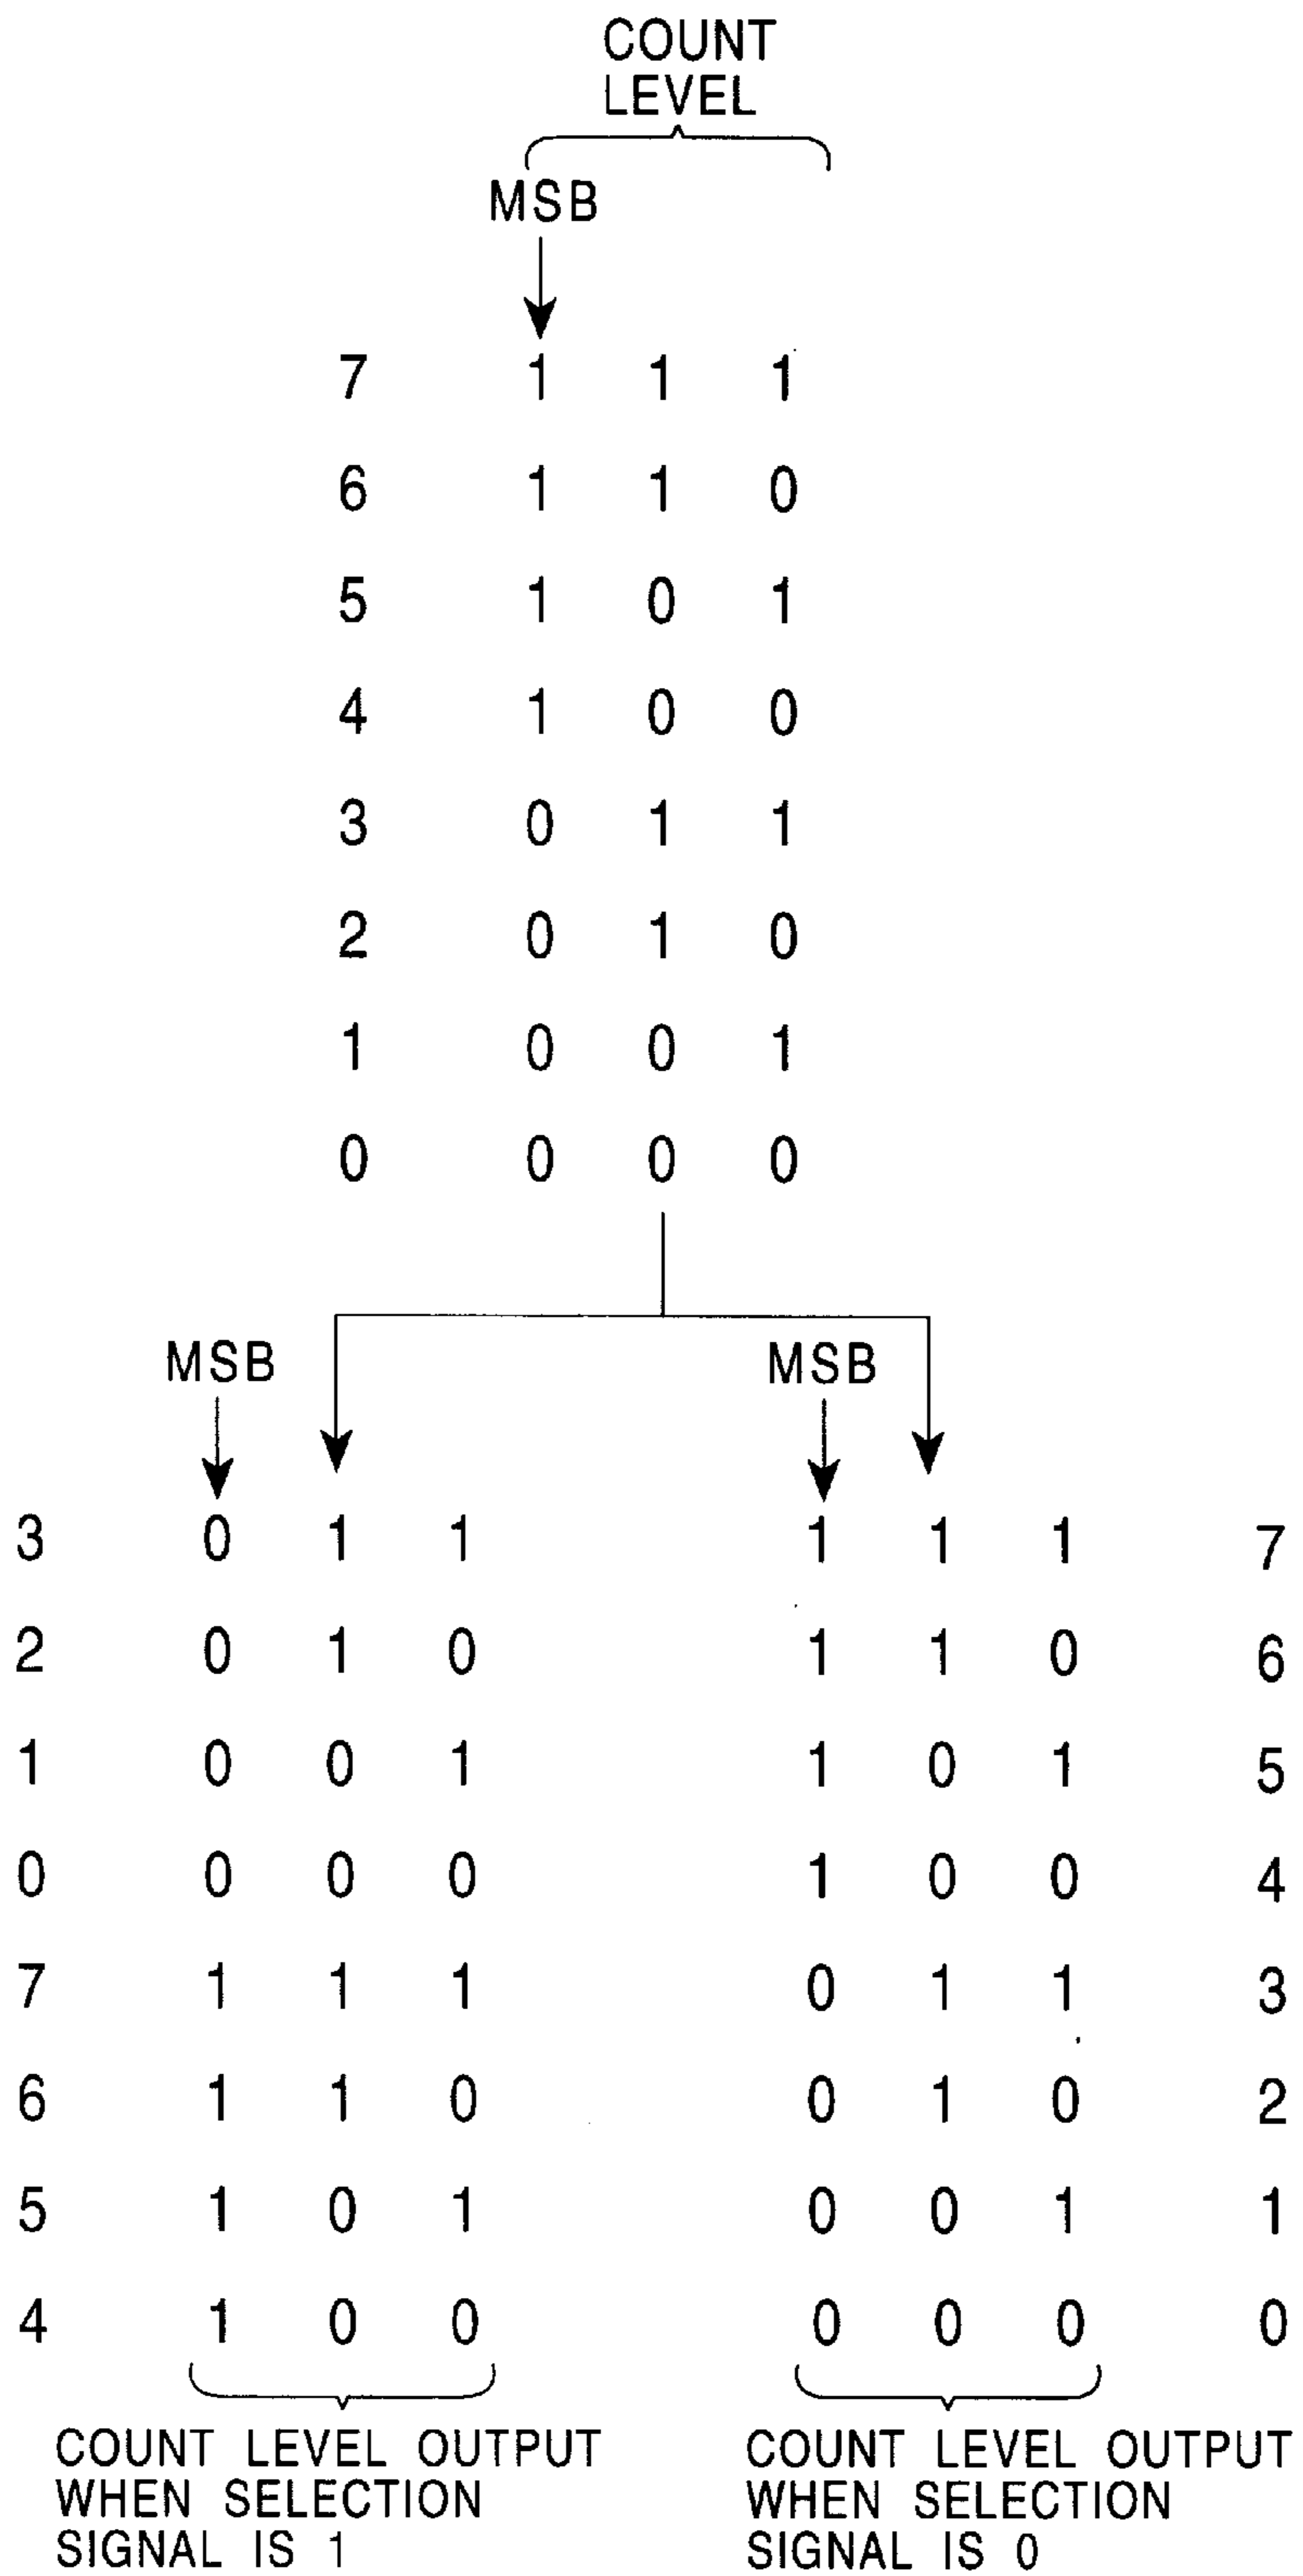 COUNT
LEVEL
MSB
7 1 1 1
6 1 1 0
5 1 0 1
4 1 0 0
3 0 1 1
2 0 1 0
1 0 0 1
0 0 0 0
MSB MSB
3 0 1 1 1 1 1 7
2 0 1 0 1 1 0 6
1 0 0 1 1 0 1 5
0 0 0 0 1 0 0 4
7 1 1 1 0 1 1 3
6 1 1 0 0 1 0 2
5 1 0 1 0 0 1 1
4 1 0 0 0 0 0 0
COUNT LEVEL OUTPUT
WHEN SELECTION
SIGNAL IS 1
COUNT LEVEL OUTPUT
WHEN SELECTION
SIGNAL IS 0